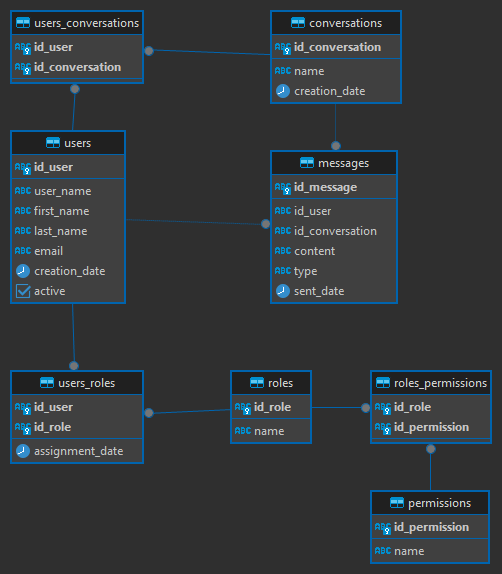 users_conversations
id_user
id_conversation
conversations
id_conversation
name
creation_date
users
id_user
user_name
first_name
last_name
email
creation_date
active
messages
id_message
id_user
id_conversation
content
type
sent_date
users_roles
id_user
id_role
assignment_date
roles
id_role
name
roles_permissions
id_role
id_permission
permissions
id_permission
name